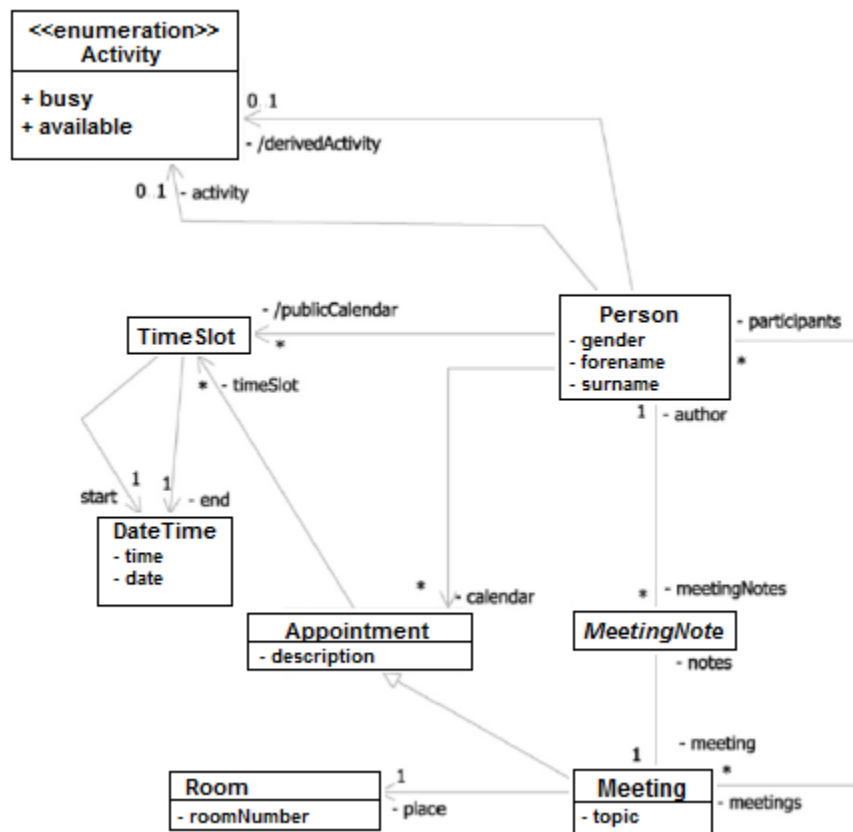 <<enumeration>>
Activity
+ busy
+ available
0..1
- /derivedActivity
0..1 - activity
- /publicCalendar
*
TimeSlot
Person
- gender
- forename
- surname
- participants
*
* - timeSlot
1 - author
1
1
start
- end
DateTime
- time
- date
*
- calendar
* - meetingNotes
Appointment
- description
MeetingNote
- notes
1 - meeting
*
- meetings
Room
- roomNumber
1
- place
Meeting
- topic